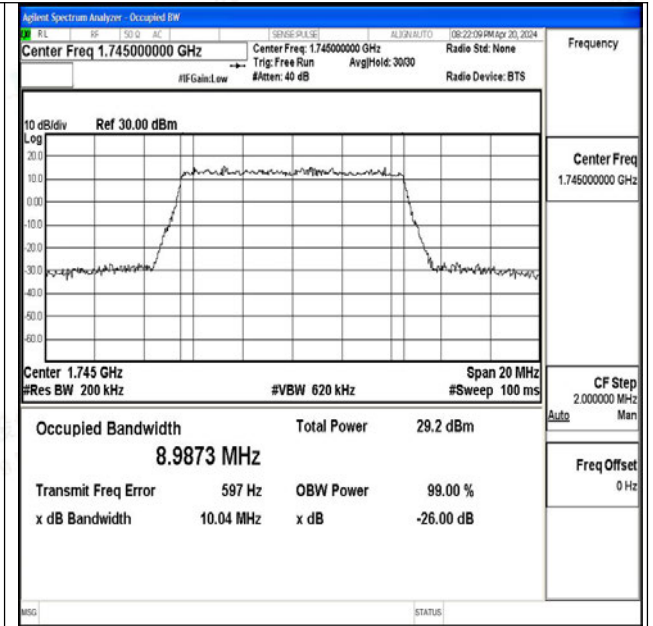 Agilent Spectrum Analyzer - Occupied BW
RL RF 50 Ω AC SENSE:PULSE ALIGN AUTO 08:22:09 PM Apr 20, 2024
Center Freq 1.745000000 GHz
Center Freq: 1.745000000 GHz
Radio Std: None
Trig: Free Run Avg|Hold: 30/30
#IFGain:Low
#Atten: 40 dB
Radio Device: BTS
Frequency
10 dB/div Ref 30.00 dBm
Log
20.0
10.0
0.00
-10.0
-20.0
-30.0
-40.0
-50.0
-60.0
Center Freq
1.745000000 GHz
Center 1.745 GHz Span 20 MHz
#Res BW 200 kHz #VBW 620 kHz #Sweep 100 ms
CF Step
2.000000 MHz
Auto Man
Occupied Bandwidth Total Power 29.2 dBm
8.9873 MHz
Transmit Freq Error 597 Hz OBW Power 99.00 %
x dB Bandwidth 10.04 MHz x dB -26.00 dB
Freq Offset
0 Hz
MSG STATUS